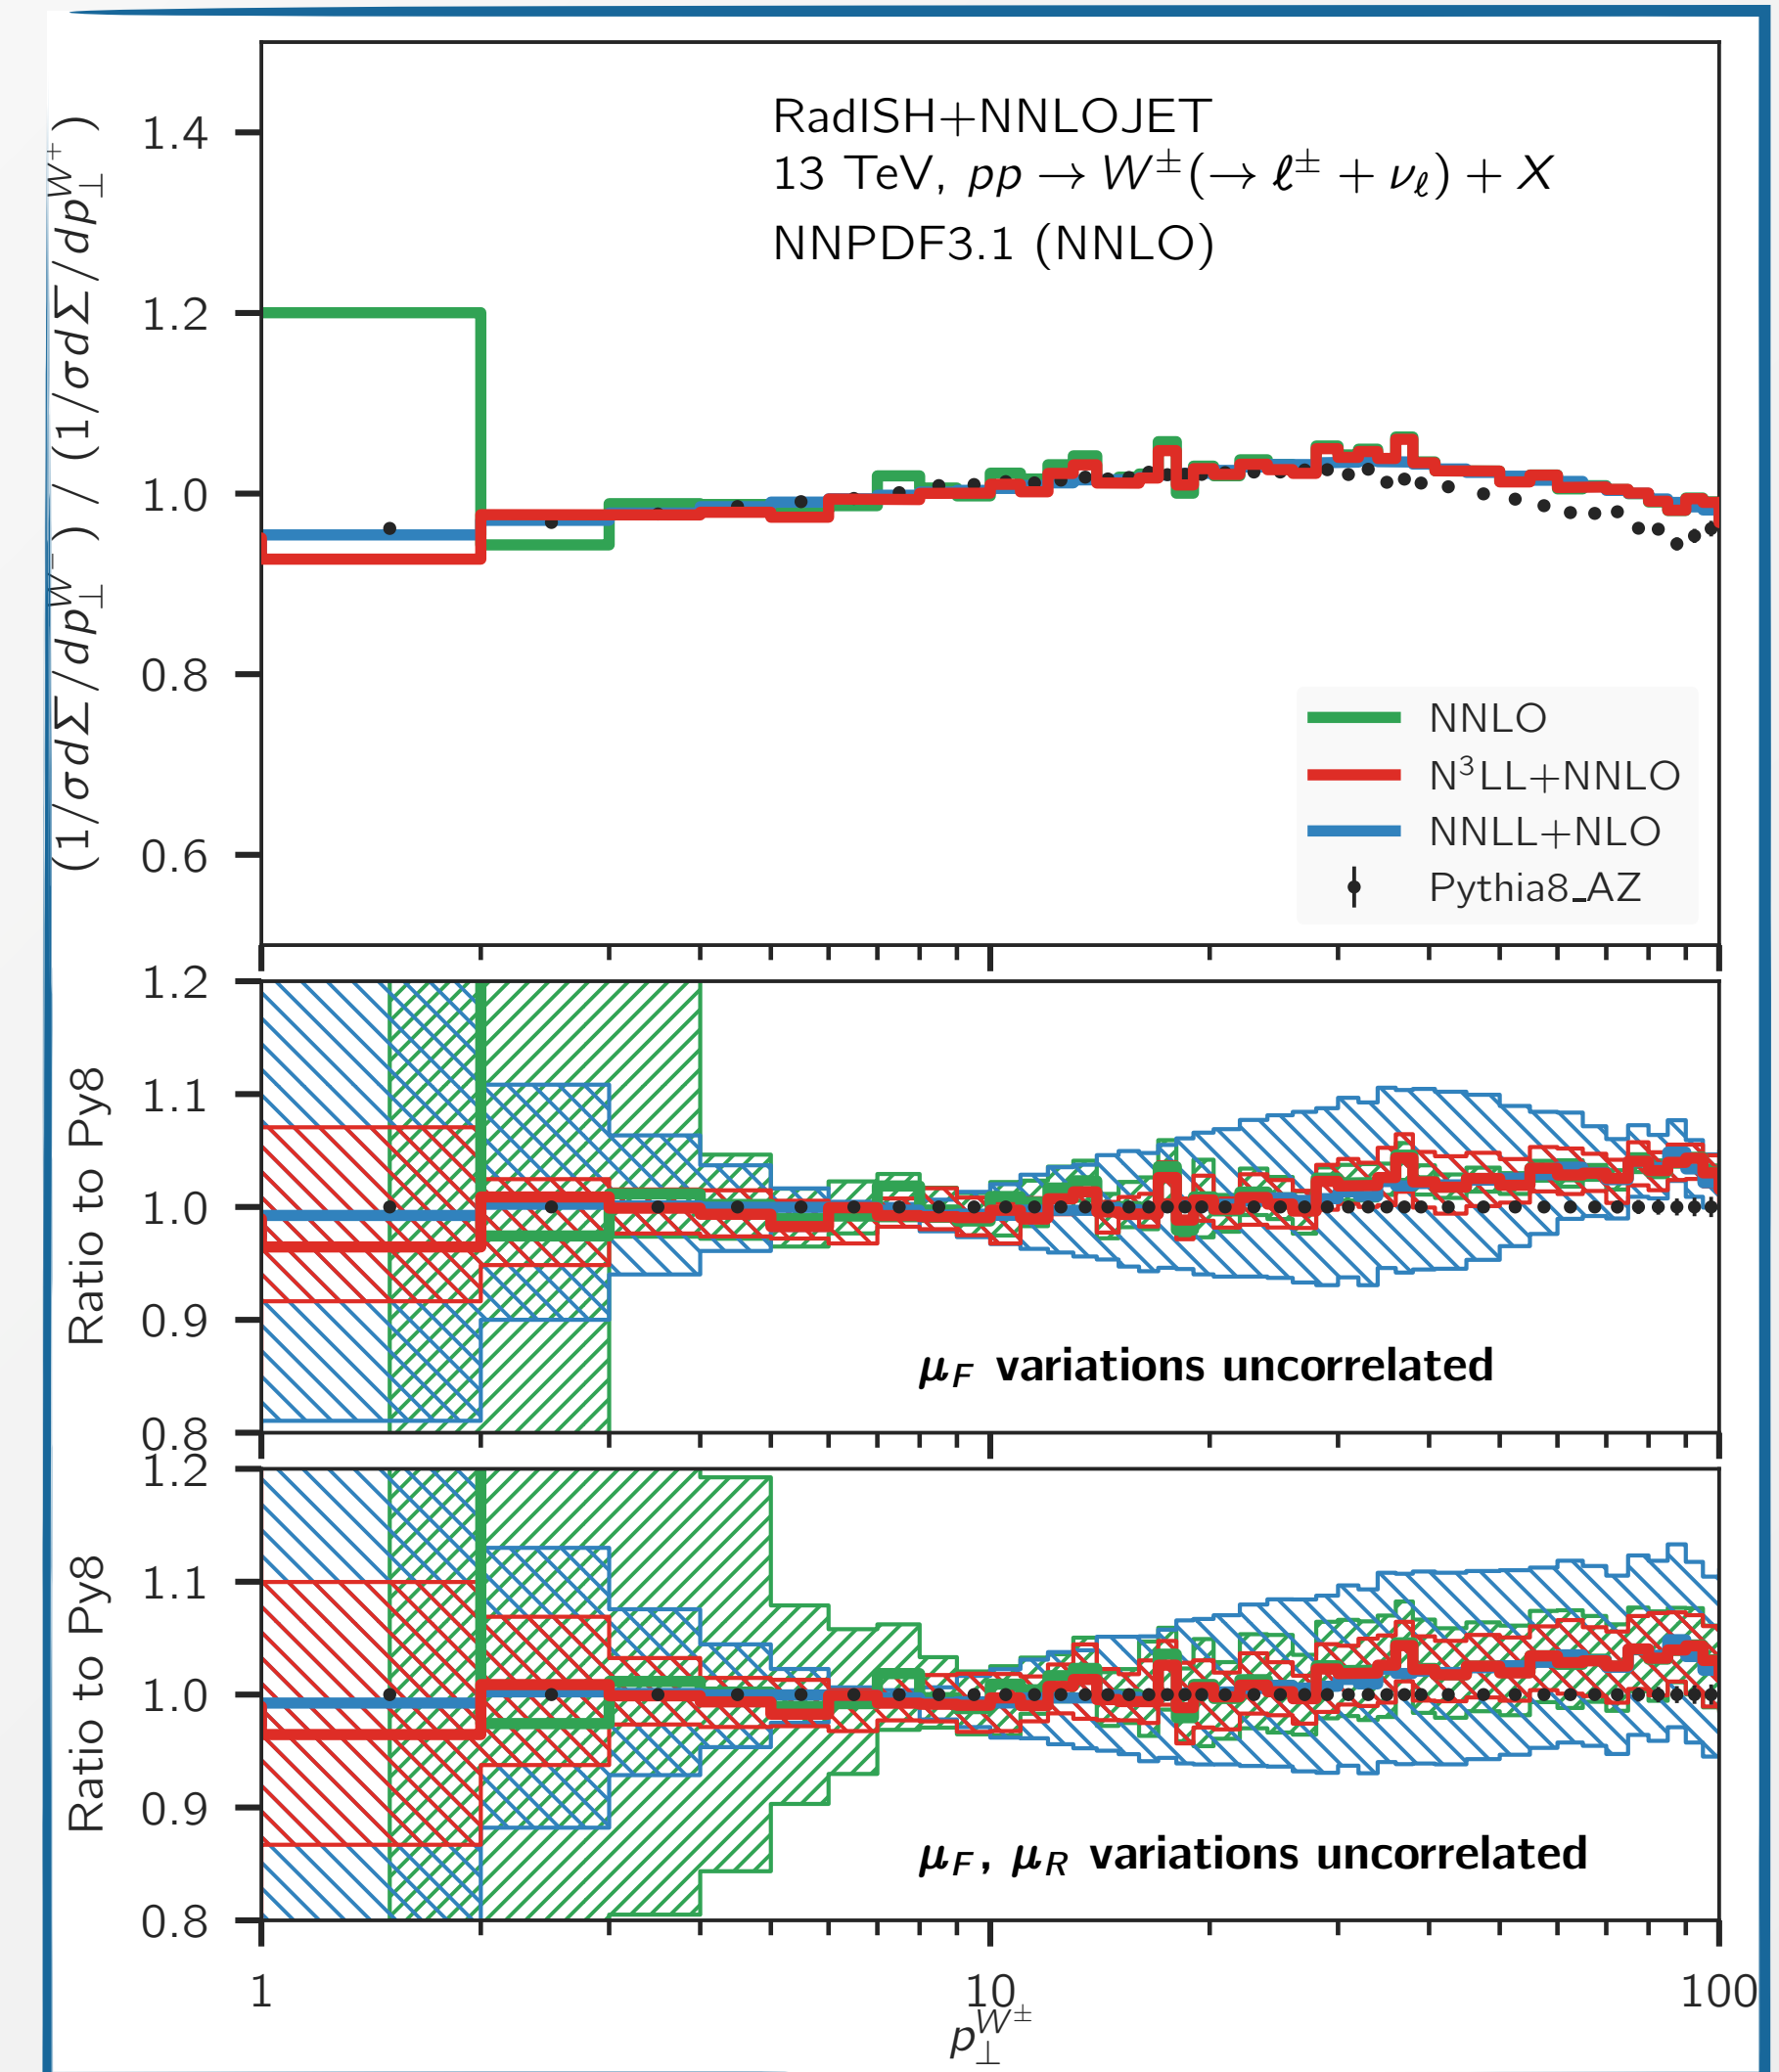 (1/σ dΣ/dp⊥^{W⁻}) / (1/σ dΣ/dp⊥^{W⁺})
1.4
1.2
1.0
0.8
0.6
RadISH+NNLOJET
13 TeV, pp → W±(→ ℓ± + νℓ) + X
NNPDF3.1 (NNLO)
NNLO
N³LL+NNLO
NNLL+NLO
Pythia8_AZ
Ratio to Py8
1.2
1.1
1.0
0.9
0.8
μF variations uncorrelated
Ratio to Py8
1.2
1.1
1.0
0.9
0.8
μF, μR variations uncorrelated
1 10 100
p⊥^{W±}